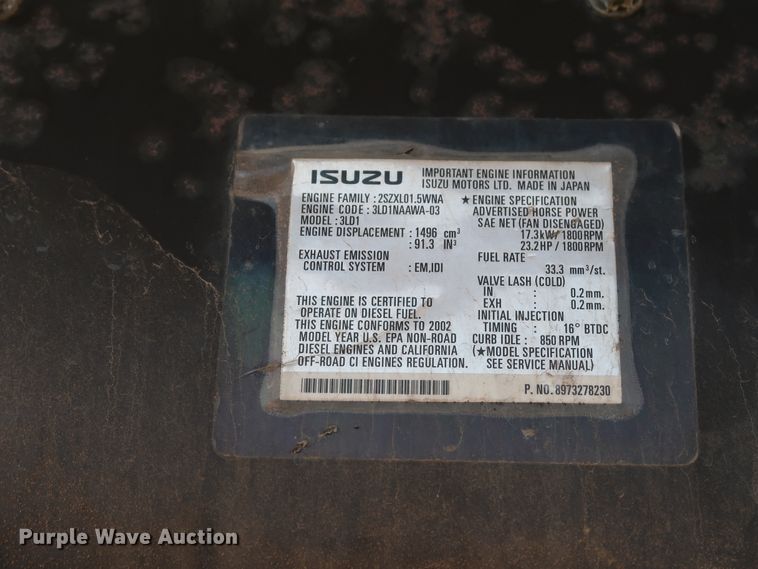 ISUZU
IMPORTANT ENGINE INFORMATION
ISUZU MOTORS LTD. MADE IN JAPAN
ENGINE FAMILY : 2SZXL01.5WNA
ENGINE CODE : 3LD1NAAWA-03
MODEL : 3LD1
ENGINE DISPLACEMENT : 1496 cm³
: 91.3 IN³
EXHAUST EMISSION
CONTROL SYSTEM : EM,IDI
THIS ENGINE IS CERTIFIED TO
OPERATE ON DIESEL FUEL.
THIS ENGINE CONFORMS TO 2002
MODEL YEAR U.S. EPA NON-ROAD
DIESEL ENGINES AND CALIFORNIA
OFF-ROAD CI ENGINES REGULATION.
★ ENGINE SPECIFICATION
ADVERTISED HORSE POWER
SAE NET (FAN DISENGAGED)
17.3kW/1800RPM
23.2HP/1800RPM
FUEL RATE
33.3 mm³/st.
VALVE LASH (COLD)
IN : 0.2mm.
EXH : 0.2mm.
INITIAL INJECTION
TIMING : 16° BTDC
CURB IDLE : 850 RPM
(★MODEL SPECIFICATION
SEE SERVICE MANUAL)
P. NO. 8973278230
Purple Wave Auction